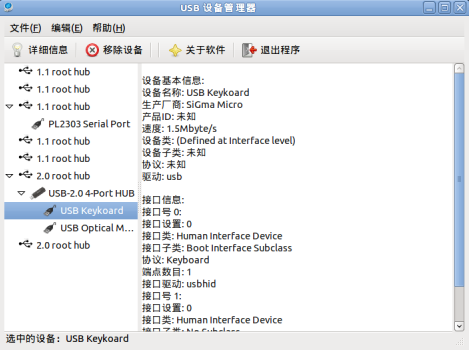 USB 设备管理器
文件(F) 编辑(E) 帮助(H)
详细信息 移除设备 关于软件 退出程序
1.1 root hub
1.1 root hub
1.1 root hub
PL2303 Serial Port
1.1 root hub
1.1 root hub
2.0 root hub
USB-2.0 4-Port HUB
USB Keykoard
USB Optical M...
2.0 root hub
设备基本信息:
设备名称: USB Keykoard
生产厂商: SiGma Micro
产品ID: 未知
速度: 1.5Mbyte/s
设备类: (Defined at Interface level)
设备子类: 未知
协议: 未知
驱动: usb
接口信息:
接口号 0:
接口设置: 0
接口类: Human Interface Device
接口子类: Boot Interface Subclass
协议: Keyboard
端点数目: 1
接口驱动: usbhid
接口号 1:
接口设置: 0
接口类: Human Interface Device
接口子类: No Subclass
选中的设备: USB Keykoard